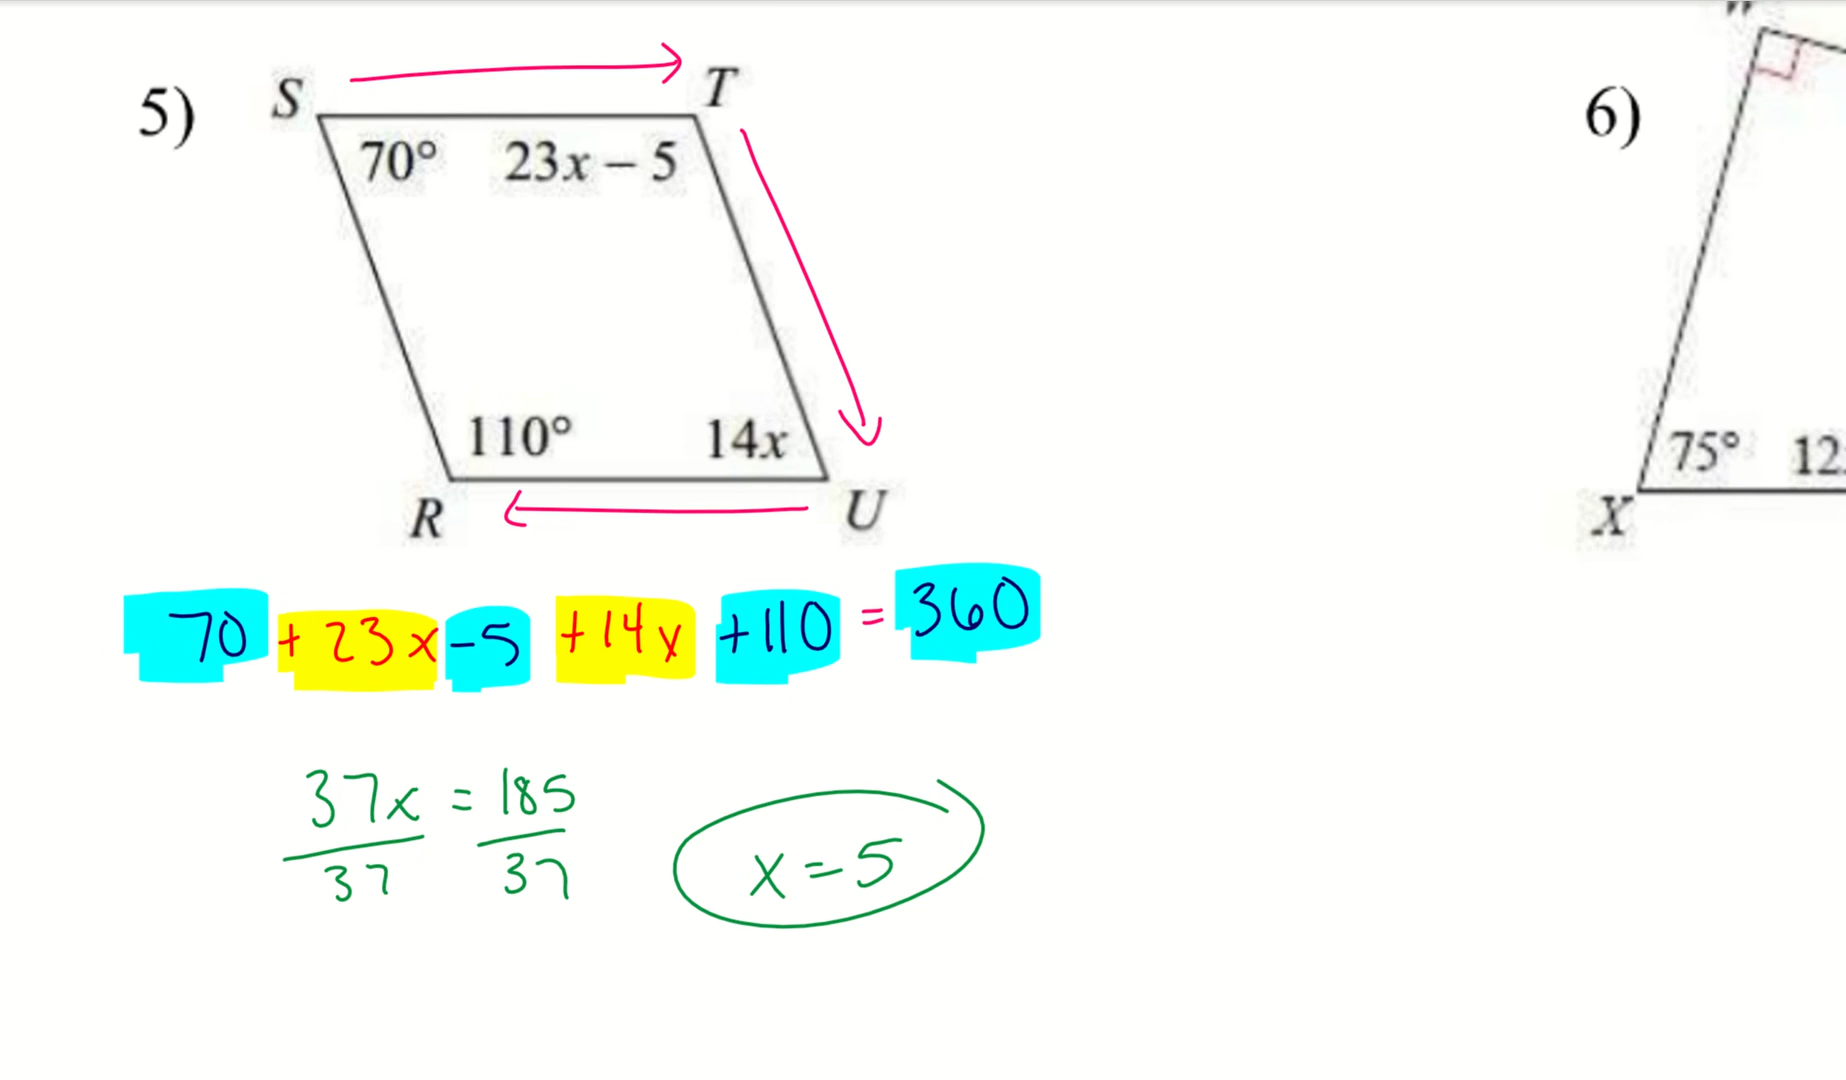 5) S T 6)
70° 23x – 5
110° 14x 75°
R U X
70 + 23x - 5 + 14x + 110 = 360
37x = 185
37 37
x = 5